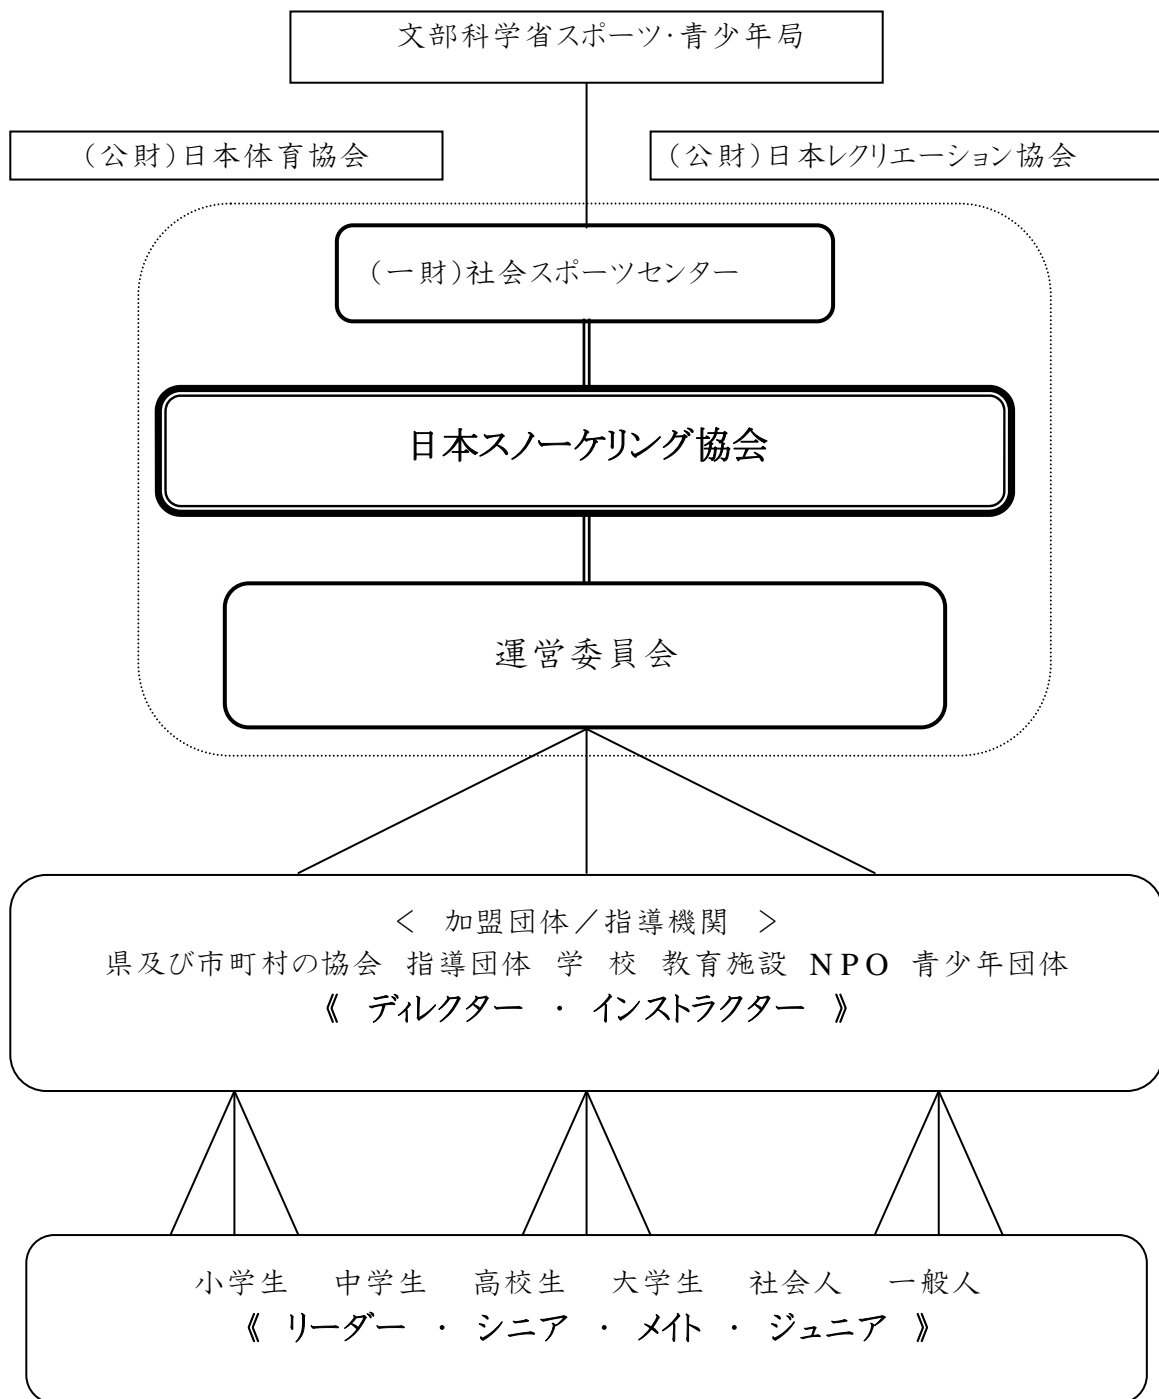 文部科学省スポーツ・青少年局
(公財)日本体育協会
(公財)日本レクリエーション協会
(一財)社会スポーツセンター
日本スノーケリング協会
運営委員会
< 加盟団体/指導機関 >
県及び市町村の協会 指導団体 学 校 教育施設 NPO 青少年団体
《 ディレクター ・ インストラクター 》
小学生 中学生 高校生 大学生 社会人 一般人
《 リーダー ・ シニア ・ メイト ・ ジュニア 》